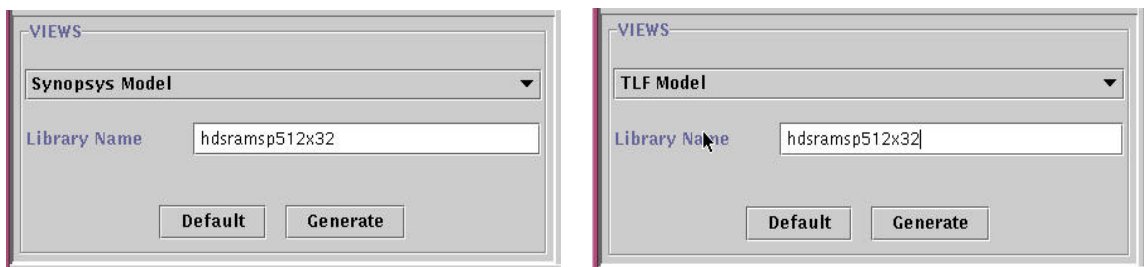 VIEWS
Synopsys Model
Library Name hdsramsp512x32
Default Generate
VIEWS
TLF Model
Library Name hdsramsp512x32
Default Generate